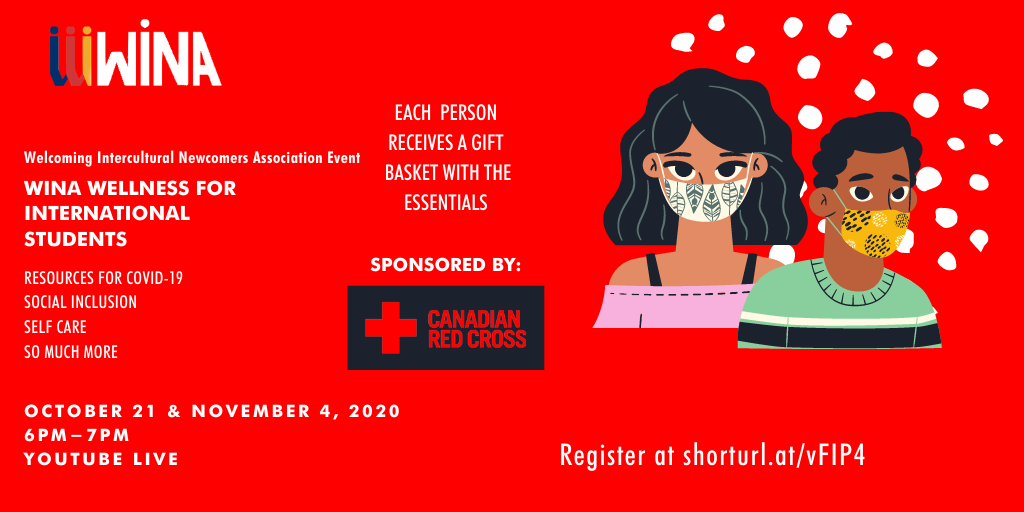 WiNA
Welcoming Intercultural Newcomers Association Event
WINA WELLNESS FOR
INTERNATIONAL
STUDENTS
RESOURCES FOR COVID-19
SOCIAL INCLUSION
SELF CARE
SO MUCH MORE
EACH PERSON
RECEIVES A GIFT
BASKET WITH THE
ESSENTIALS
SPONSORED BY:
CANADIAN
RED CROSS
OCTOBER 21 & NOVEMBER 4, 2020
6PM–7PM
YOUTUBE LIVE
Register at shorturl.at/vFIP4